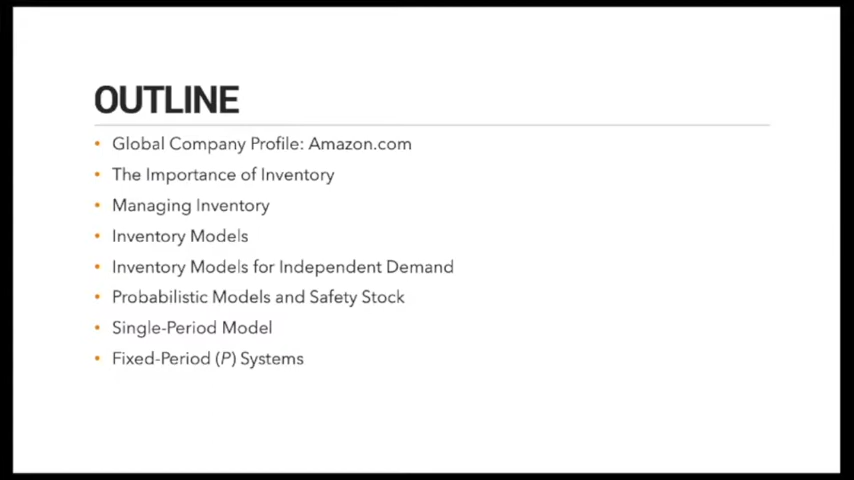 OUTLINE
• Global Company Profile: Amazon.com
• The Importance of Inventory
• Managing Inventory
• Inventory Models
• Inventory Models for Independent Demand
• Probabilistic Models and Safety Stock
• Single-Period Model
• Fixed-Period (P) Systems